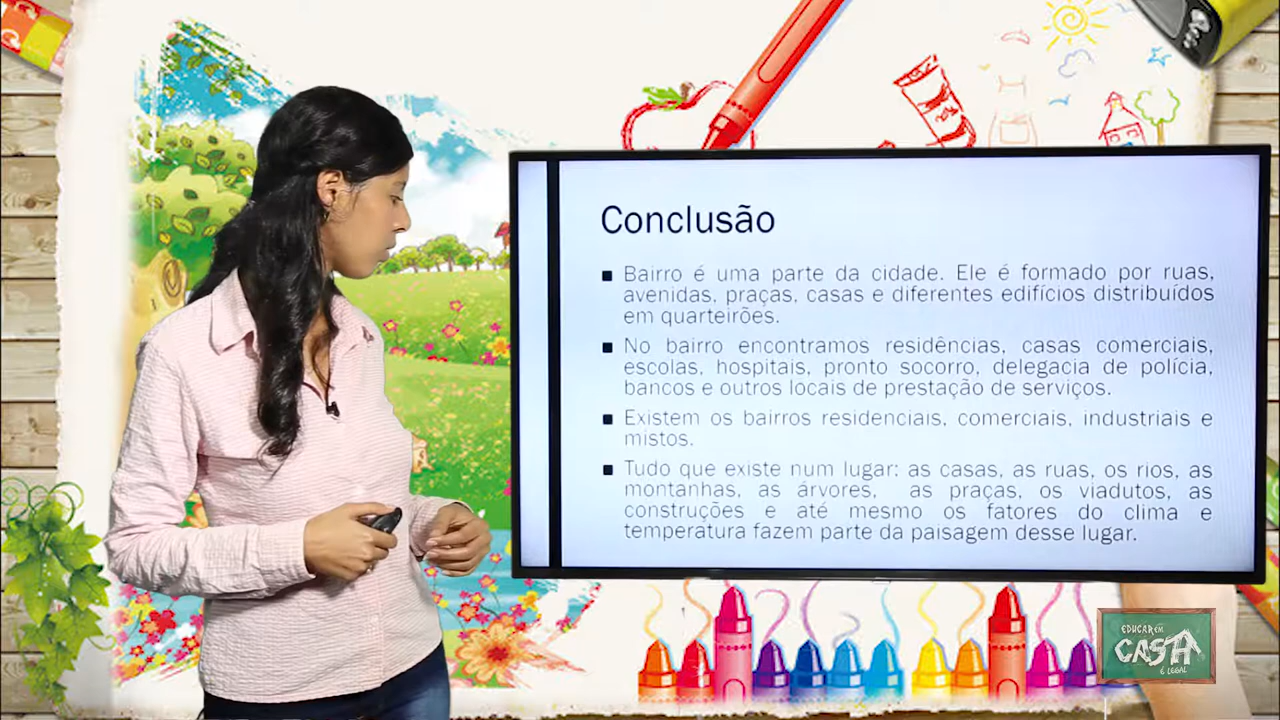 Conclusão
▪ Bairro é uma parte da cidade. Ele é formado por ruas,
avenidas, praças, casas e diferentes edifícios distribuídos
em quarteirões.
▪ No bairro encontramos residências, casas comerciais,
escolas, hospitais, pronto socorro, delegacia de polícia,
bancos e outros locais de prestação de serviços.
▪ Existem os bairros residenciais, comerciais, industriais e
mistos.
▪ Tudo que existe num lugar: as casas, as ruas, os rios, as
montanhas, as árvores, as praças, os viadutos, as
construções e até mesmo os fatores do clima e
temperatura fazem parte da paisagem desse lugar.
EDUCAR EM
CASA
É LEGAL